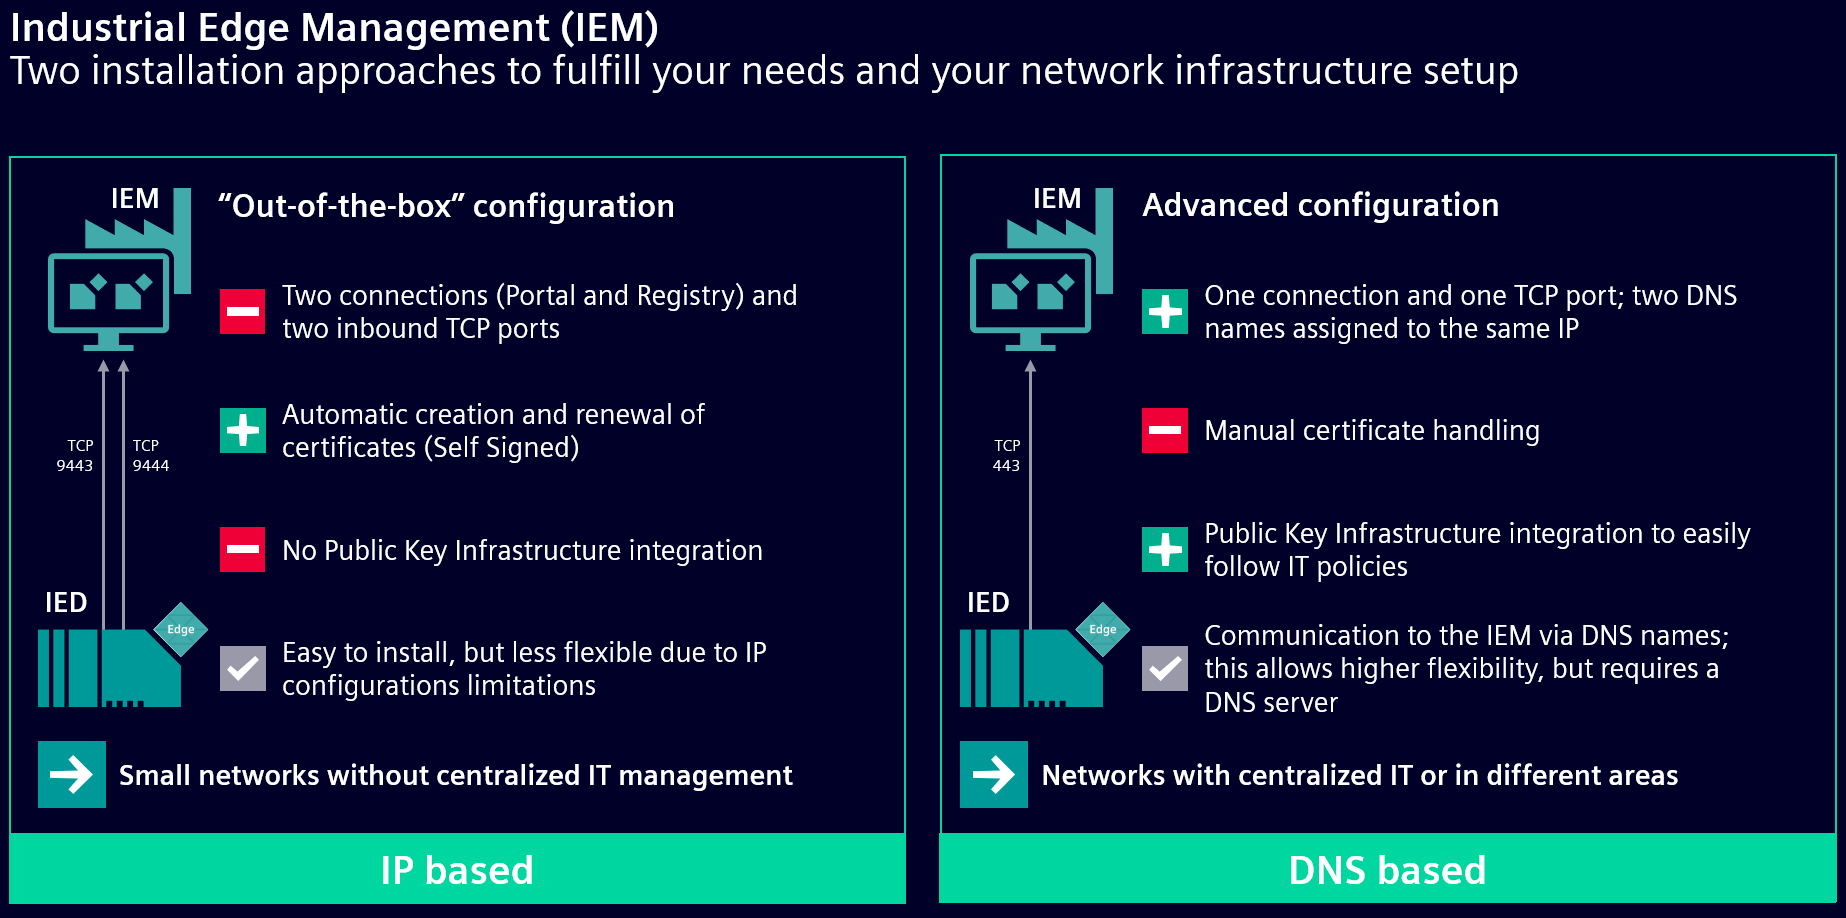 Industrial Edge Management (IEM)
Two installation approaches to fulfill your needs and your network infrastructure setup
IEM
“Out-of-the-box” configuration
Two connections (Portal and Registry) and
two inbound TCP ports
Automatic creation and renewal of
certificates (Self Signed)
TCP
9443
TCP
9444
No Public Key Infrastructure integration
IED
Edge
Easy to install, but less flexible due to IP
configurations limitations
Small networks without centralized IT management
IP based
IEM
Advanced configuration
One connection and one TCP port; two DNS
names assigned to the same IP
Manual certificate handling
TCP
443
Public Key Infrastructure integration to easily
follow IT policies
IED
Edge
Communication to the IEM via DNS names;
this allows higher flexibility, but requires a
DNS server
Networks with centralized IT or in different areas
DNS based